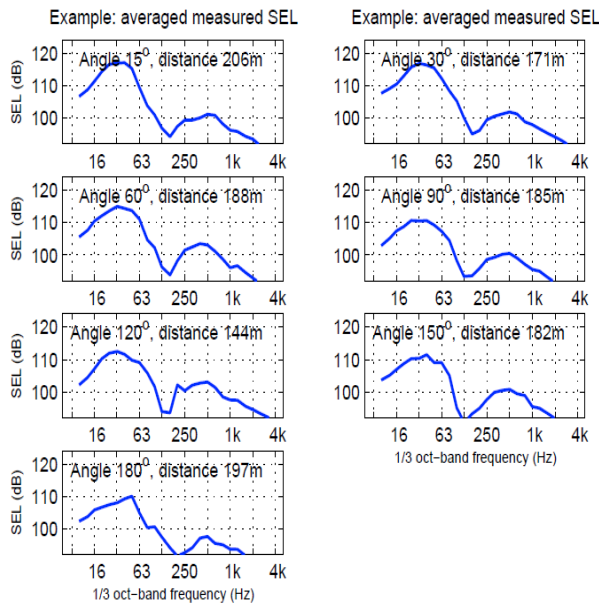 Example: averaged measured SEL
Example: averaged measured SEL
SEL (dB)
120
110
100
Angle 15°, distance 206m
16 63 250 1k 4k
120
110
100
Angle 30°, distance 171m
16 63 250 1k 4k
SEL (dB)
120
110
100
Angle 60°, distance 188m
16 63 250 1k 4k
120
110
100
Angle 90°, distance 185m
16 63 250 1k 4k
SEL (dB)
120
110
100
Angle 120°, distance 144m
16 63 250 1k 4k
120
110
100
Angle 150°, distance 182m
16 63 250 1k 4k
1/3 oct-band frequency (Hz)
SEL (dB)
120
110
100
Angle 180°, distance 197m
16 63 250 1k 4k
1/3 oct-band frequency (Hz)